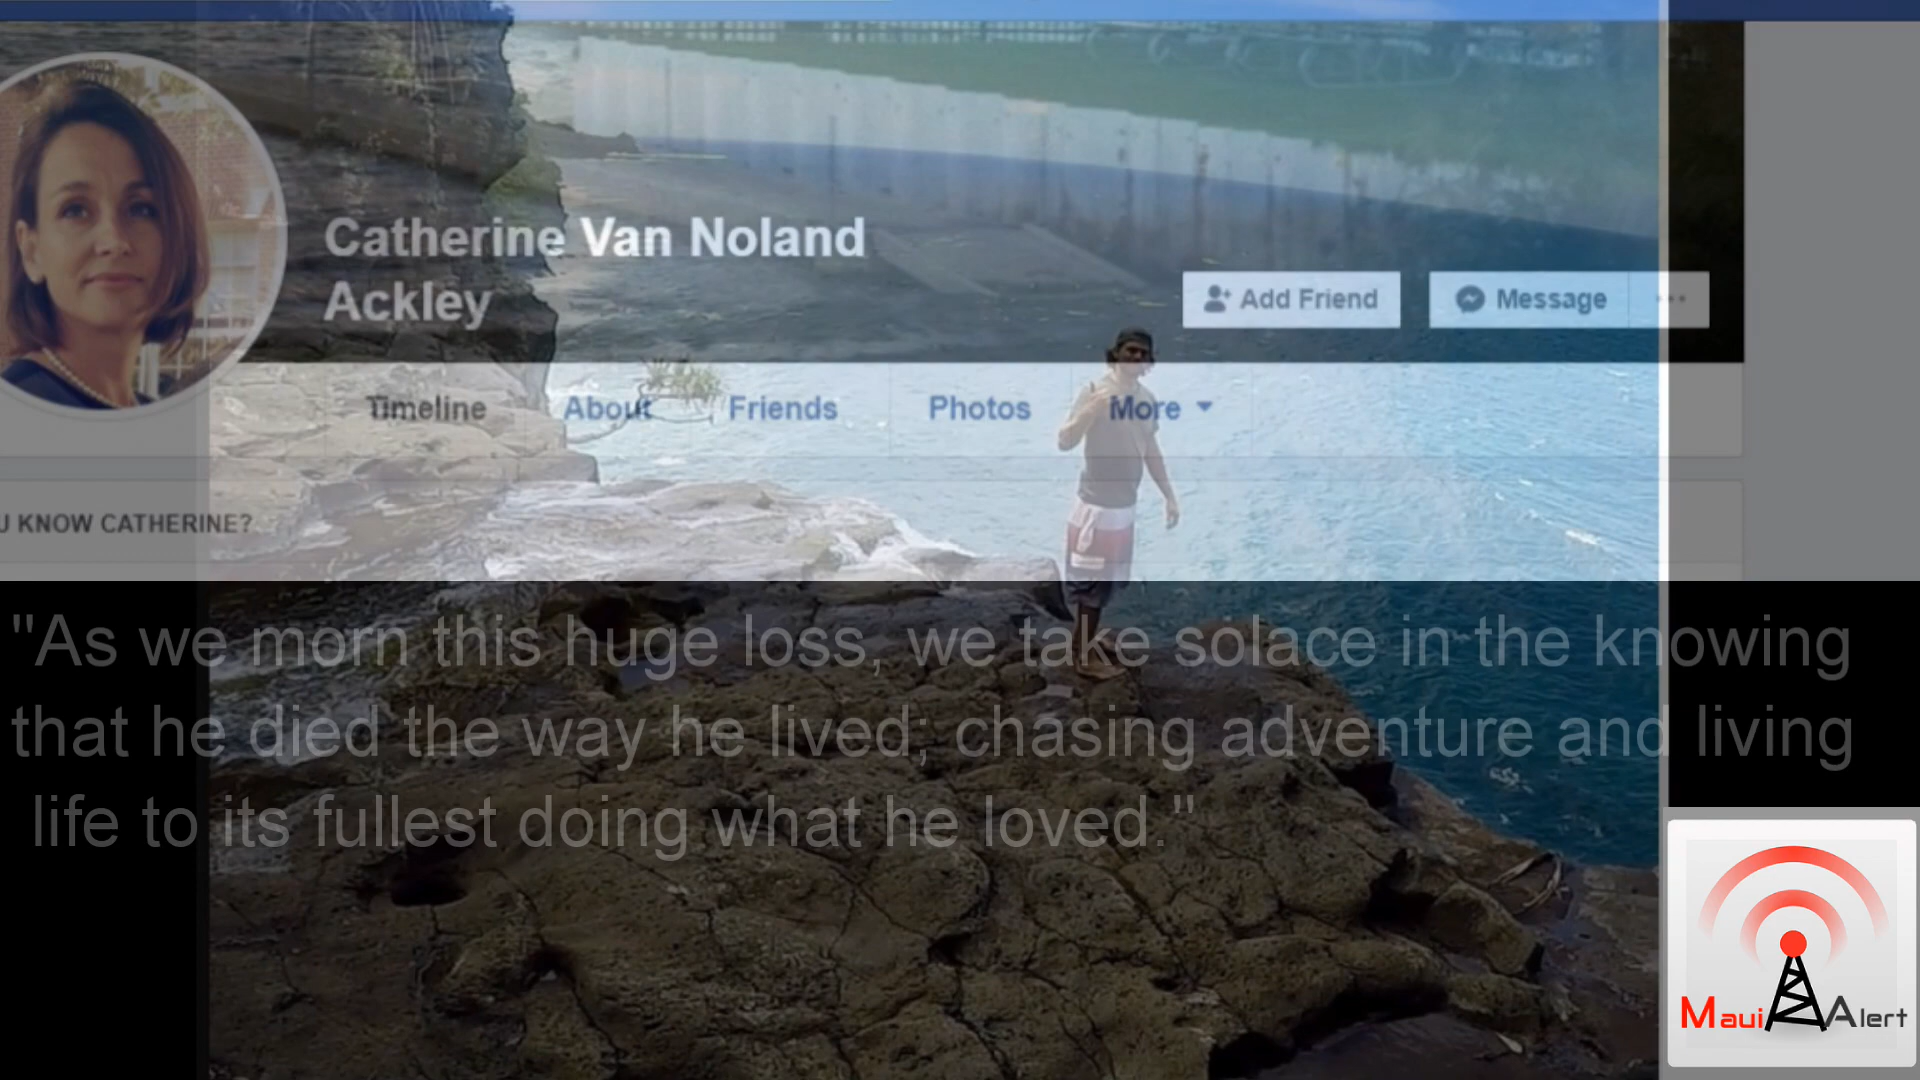 Catherine Van Noland
Ackley
Add Friend
Message
Timeline
About
Friends
Photos
More
U KNOW CATHERINE?
"As we morn this huge loss, we take solace in the knowing
that he died the way he lived; chasing adventure and living
life to its fullest doing what he loved."
Maui Alert